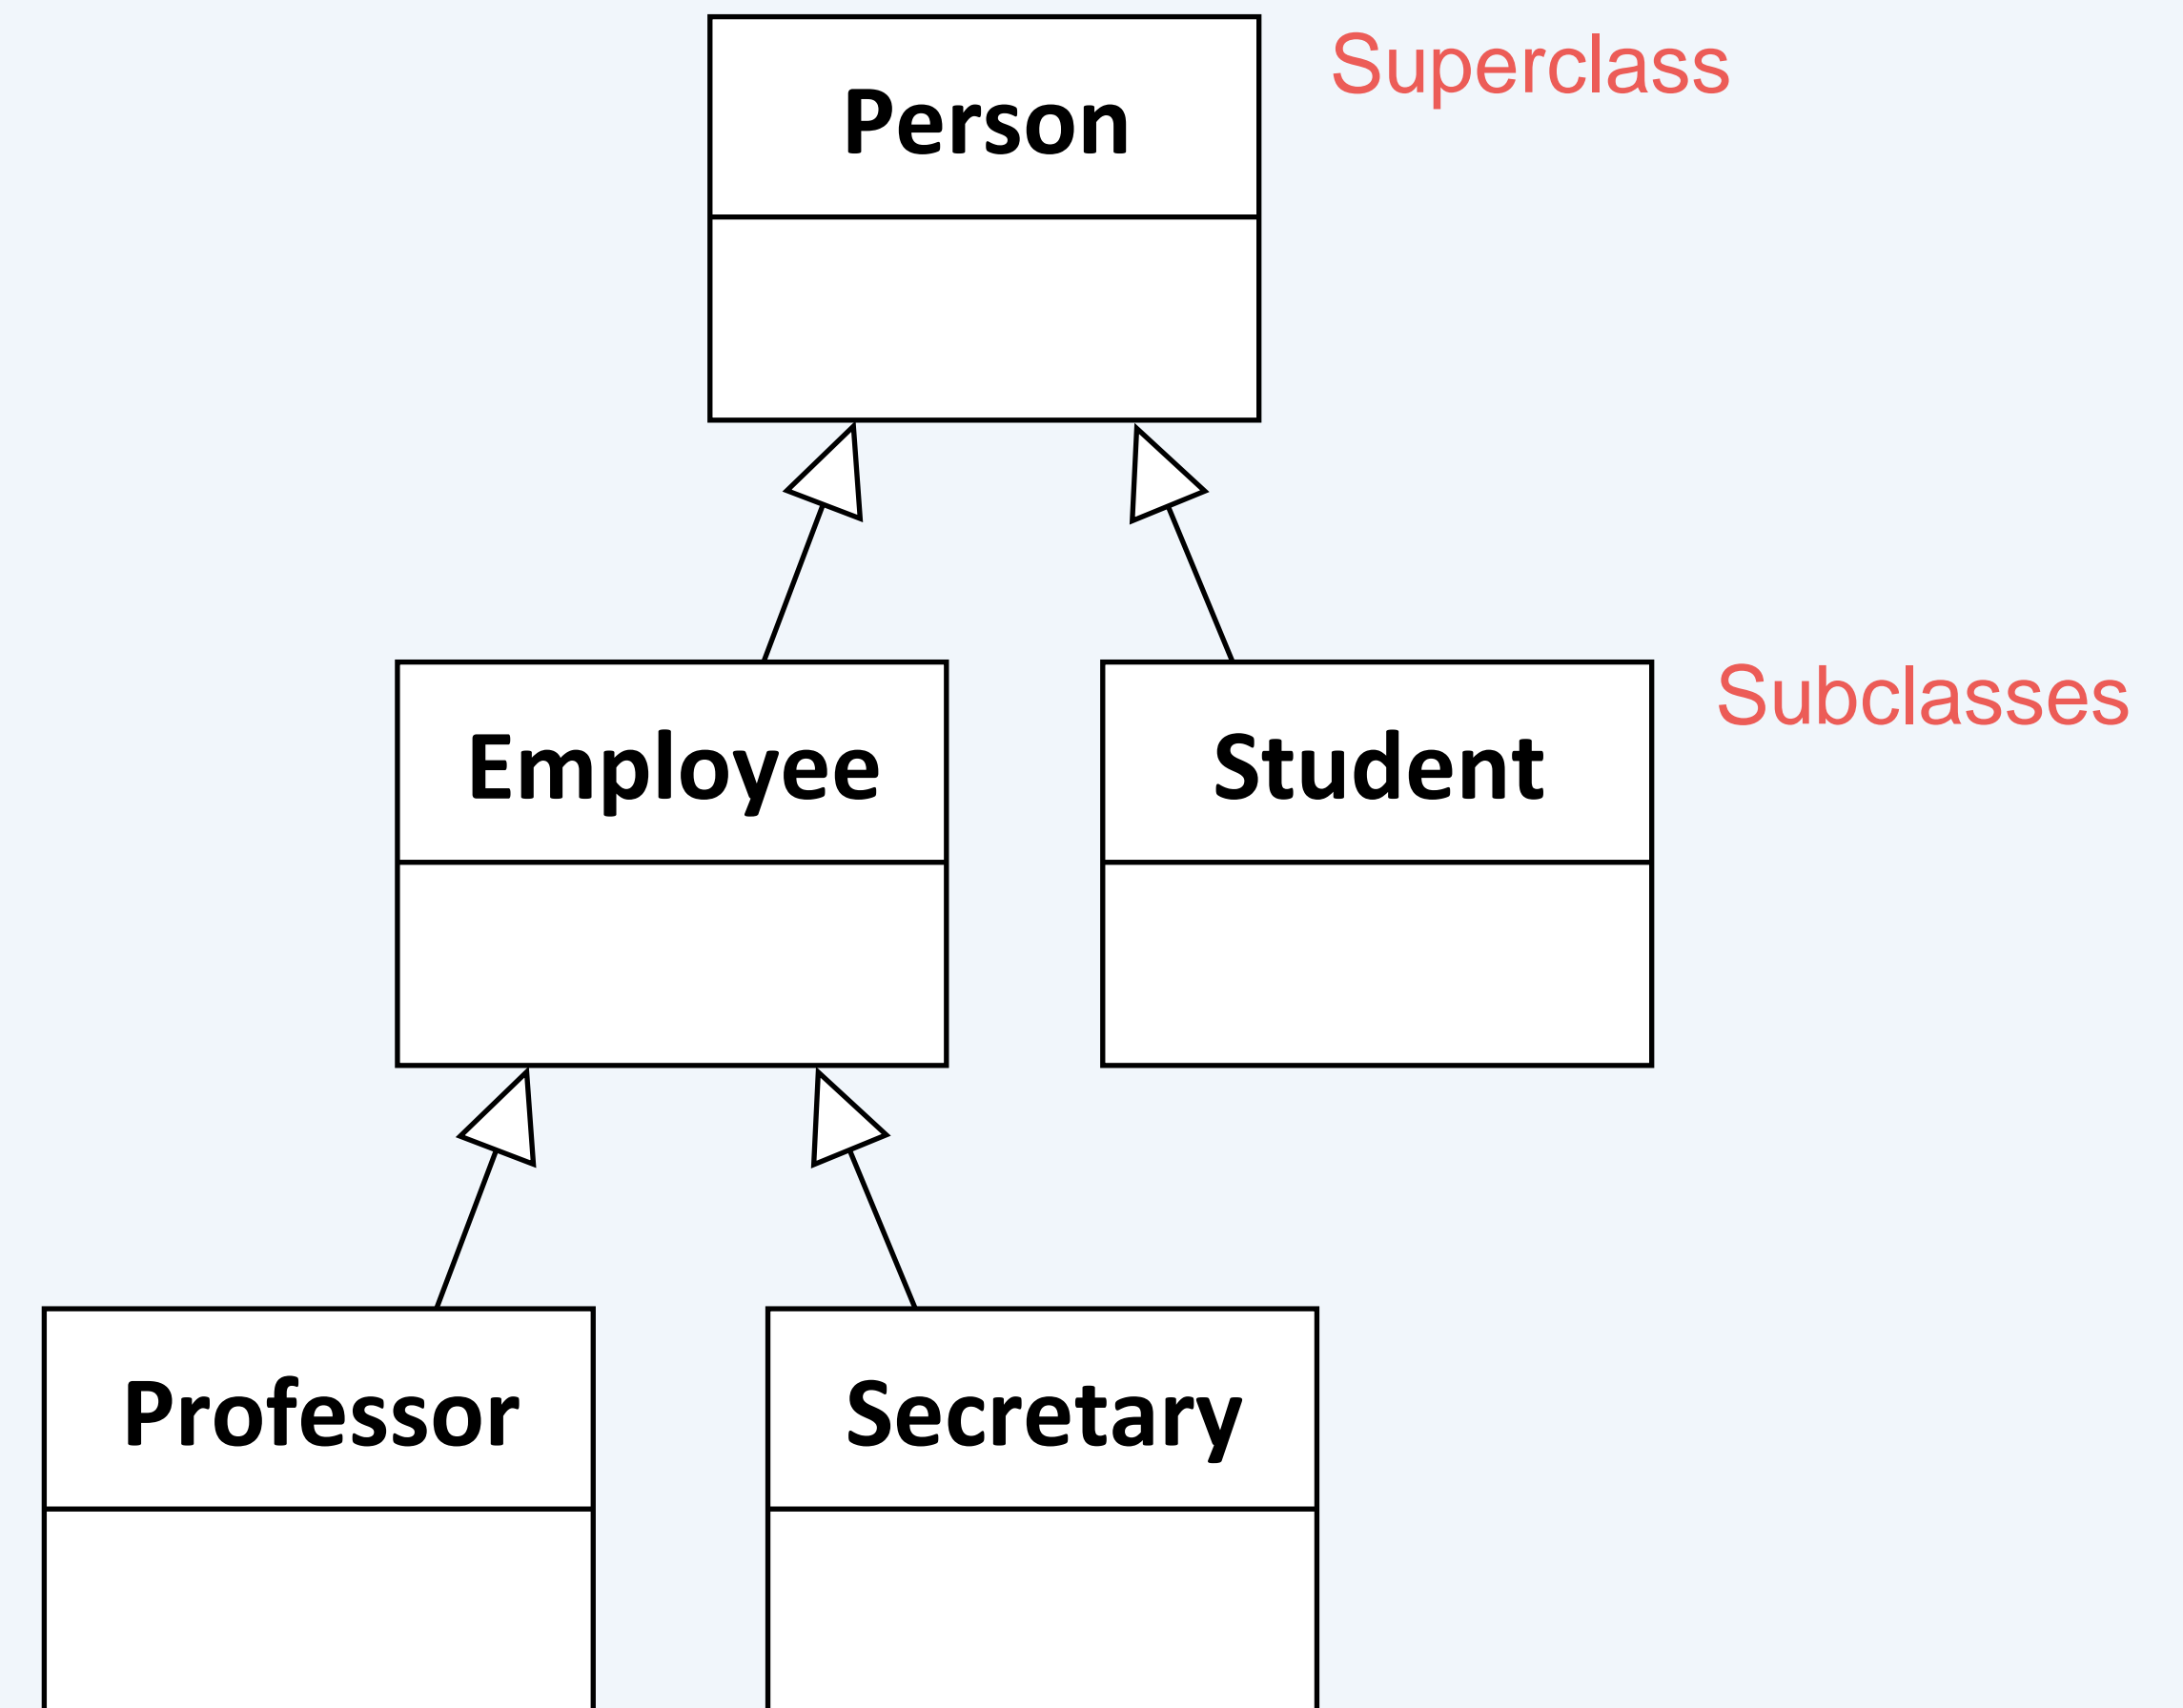 Person
Superclass
Employee
Student
Subclasses
Professor
Secretary